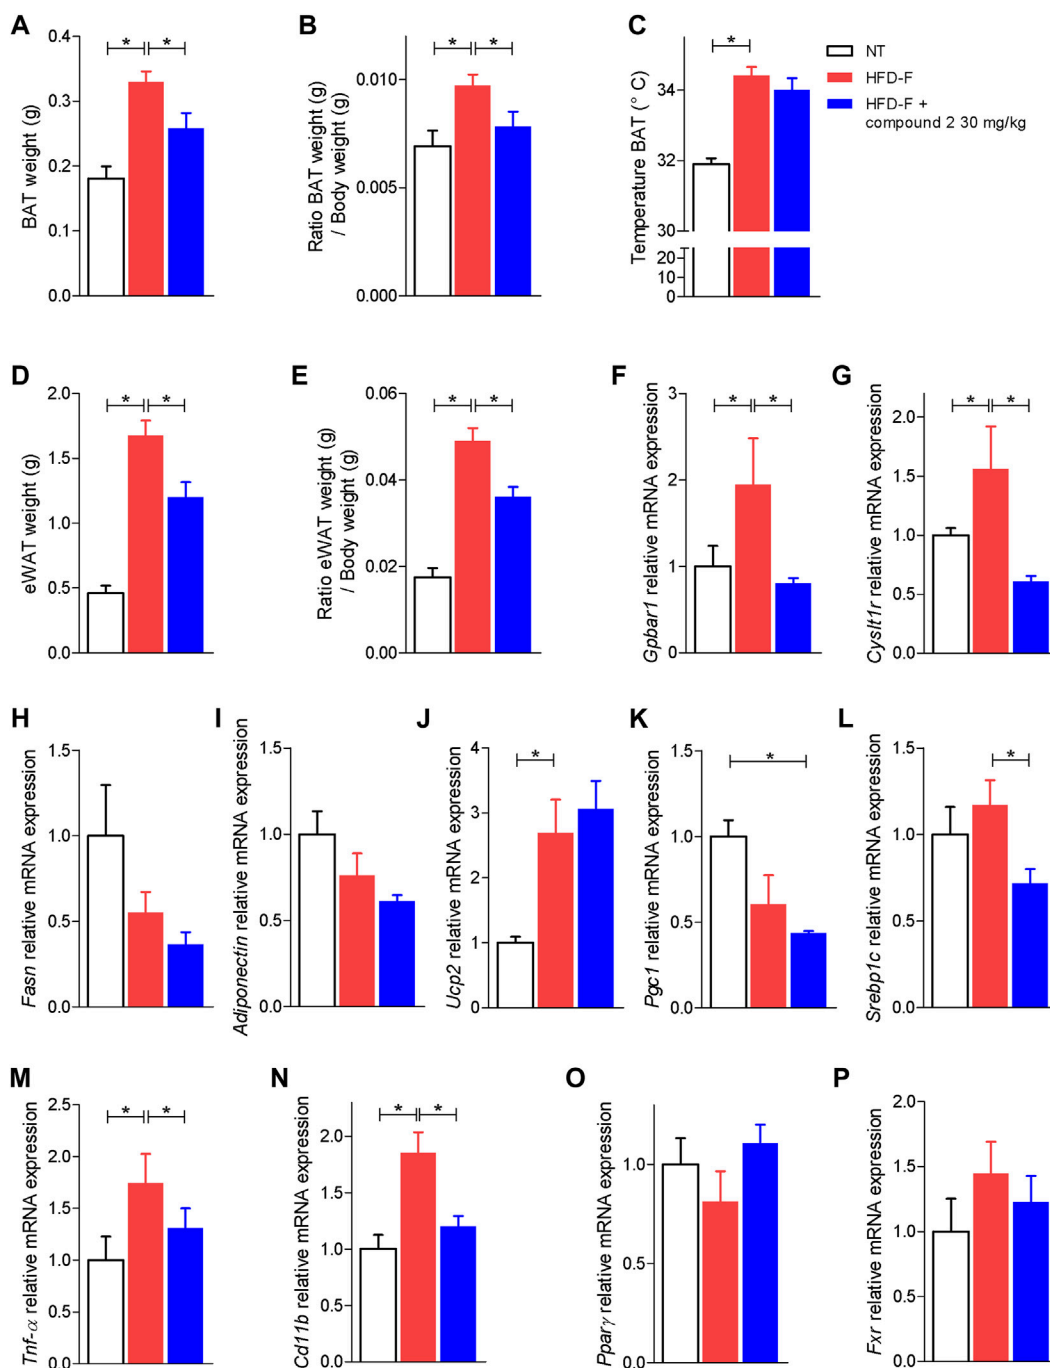 A
BAT weight (g)
0.4
0.3
0.2
0.1
0.0
* *
B
Ratio BAT weight (g)
/ Body weight (g)
0.010
0.005
0.000
* *
C
Temperature BAT (° C)
34
32
30
20
10
0
*
NT
HFD-F
HFD-F +
compound 2 30 mg/kg
D
eWAT weight (g)
2.0
1.5
1.0
0.5
0.0
* *
E
Ratio eWAT weight (g)
/ Body weight (g)
0.06
0.04
0.02
0.00
* *
F
Gpbar1 relative mRNA expression
3
2
1
0
* *
G
Cyslt1r relative mRNA expression
2.0
1.5
1.0
0.5
0.0
* *
H
Fasn relative mRNA expression
1.5
1.0
0.5
0.0
I
Adiponectin relative mRNA expression
1.5
1.0
0.5
0.0
J
Ucp2 relative mRNA expression
4
3
2
1
0
*
K
Pgc1 relative mRNA expression
1.5
1.0
0.5
0.0
*
L
Srebp1c relative mRNA expression
1.5
1.0
0.5
0.0
*
M
Tnf-α relative mRNA expression
2.5
2.0
1.5
1.0
0.5
0.0
* *
N
Cd11b relative mRNA expression
2.0
1.5
1.0
0.5
0.0
* *
O
Pparγ relative mRNA expression
1.0
0.5
0.0
P
Fxr relative mRNA expression
2.0
1.5
1.0
0.5
0.0